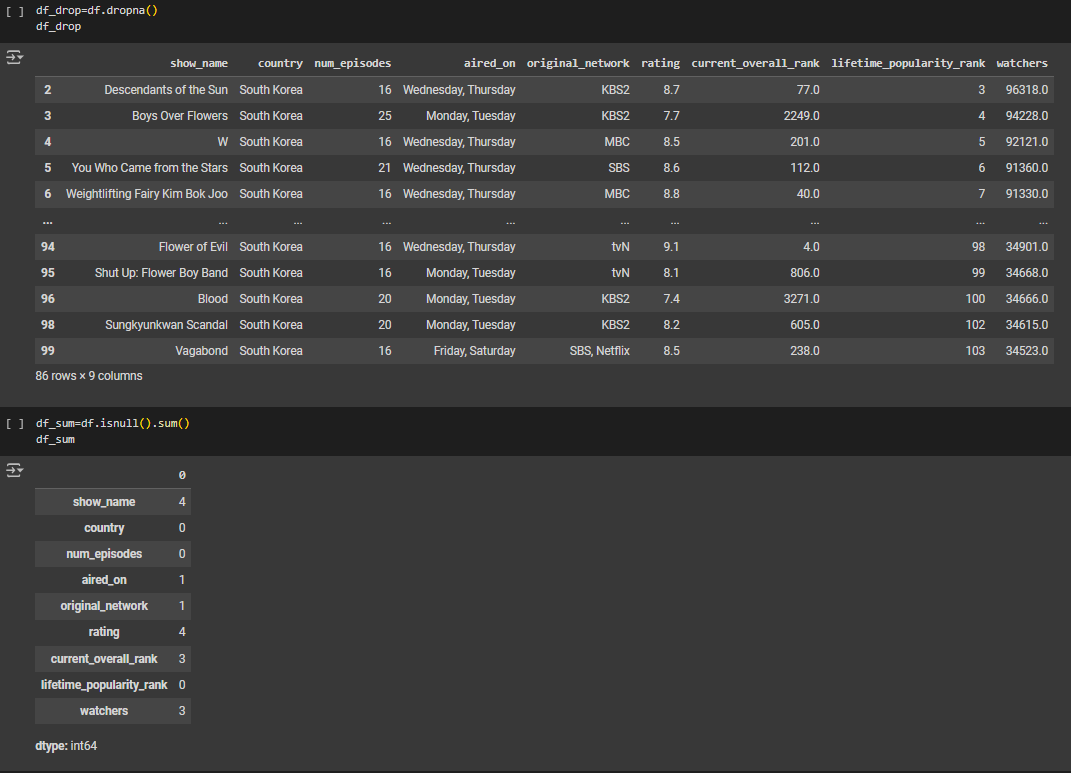 [ ] df_drop=df.dropna()
df_drop
show_name country num_episodes aired_on original_network rating current_overall_rank lifetime_popularity_rank watchers
2 Descendants of the Sun South Korea 16 Wednesday, Thursday KBS2 8.7 77.0 3 96318.0
3 Boys Over Flowers South Korea 25 Monday, Tuesday KBS2 7.7 2249.0 4 94228.0
4 W South Korea 16 Wednesday, Thursday MBC 8.5 201.0 5 92121.0
5 You Who Came from the Stars South Korea 21 Wednesday, Thursday SBS 8.6 112.0 6 91360.0
6 Weightlifting Fairy Kim Bok Joo South Korea 16 Wednesday, Thursday MBC 8.8 40.0 7 91330.0
... ... ... ... ... ... ... ... ... ...
94 Flower of Evil South Korea 16 Wednesday, Thursday tvN 9.1 4.0 98 34901.0
95 Shut Up: Flower Boy Band South Korea 16 Monday, Tuesday tvN 8.1 806.0 99 34668.0
96 Blood South Korea 20 Monday, Tuesday KBS2 7.4 3271.0 100 34666.0
98 Sungkyunkwan Scandal South Korea 20 Monday, Tuesday KBS2 8.2 605.0 102 34615.0
99 Vagabond South Korea 16 Friday, Saturday SBS, Netflix 8.5 238.0 103 34523.0
86 rows × 9 columns
[ ] df_sum=df.isnull().sum()
df_sum
0
show_name 4
country 0
num_episodes 0
aired_on 1
original_network 1
rating 4
current_overall_rank 3
lifetime_popularity_rank 0
watchers 3
dtype: int64